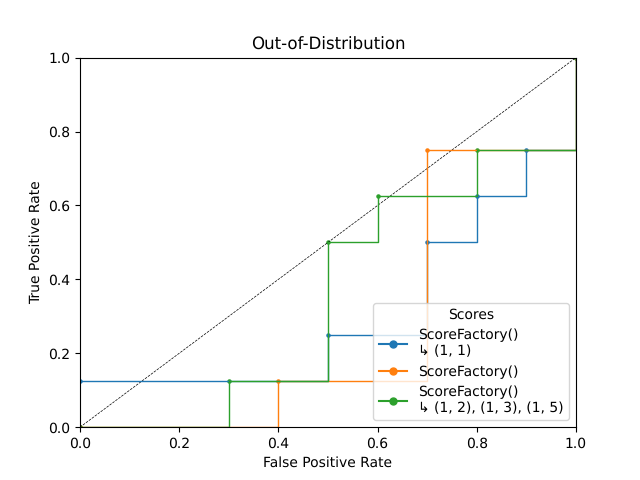 Out-of-Distribution
1.0
0.8
0.6
0.4
0.2
0.0
True Positive Rate
0.0 0.2 0.4 0.6 0.8 1.0
False Positive Rate
Scores
ScoreFactory()
↳ (1, 1)
ScoreFactory()
ScoreFactory()
↳ (1, 2), (1, 3), (1, 5)